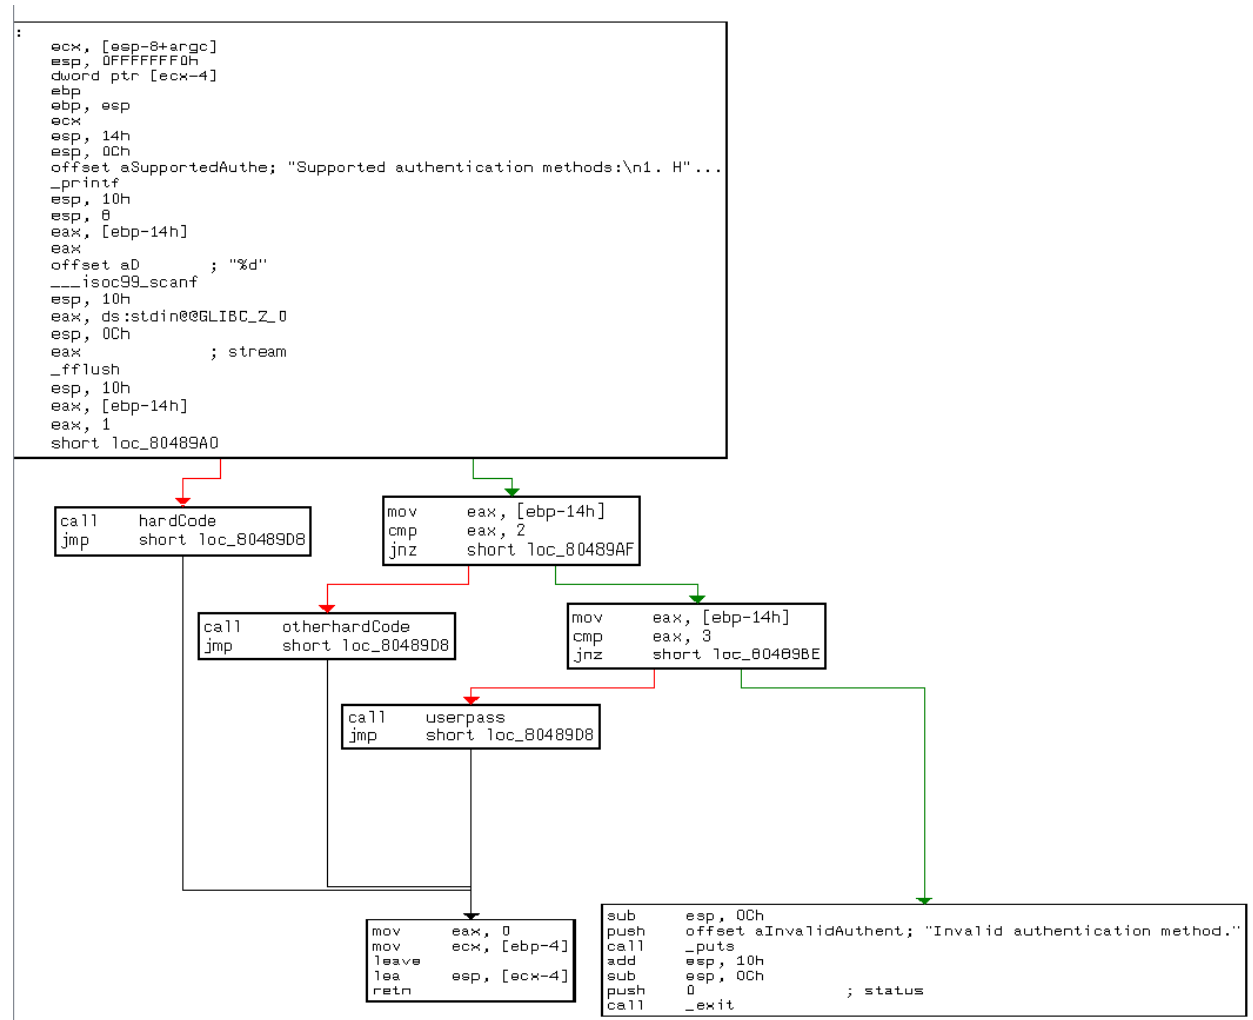 :
ecx, [esp-8+argc]
esp, 0FFFFFFF0h
dword ptr [ecx-4]
ebp
ebp, esp
ecx
esp, 14h
esp, 0Ch
offset aSupportedAuthe; "Supported authentication methods:\n1. H"...
_printf
esp, 10h
esp, 8
eax, [ebp-14h]
eax
offset aD ; "%d"
___isoc99_scanf
esp, 10h
eax, ds:stdin@@GLIBC_2_0
esp, 0Ch
eax ; stream
_fflush
esp, 10h
eax, [ebp-14h]
eax, 1
short loc_80489A0
call hardCode
jmp short loc_80489D8
mov eax, [ebp-14h]
cmp eax, 2
jnz short loc_80489AF
call otherhardCode
jmp short loc_80489D8
mov eax, [ebp-14h]
cmp eax, 3
jnz short loc_80489BE
call userpass
jmp short loc_80489D8
mov eax, 0
mov ecx, [ebp-4]
leave
lea esp, [ecx-4]
retn
sub esp, 0Ch
push offset aInvalidAuthent; "Invalid authentication method."
call _puts
add esp, 10h
sub esp, 0Ch
push 0 ; status
call _exit